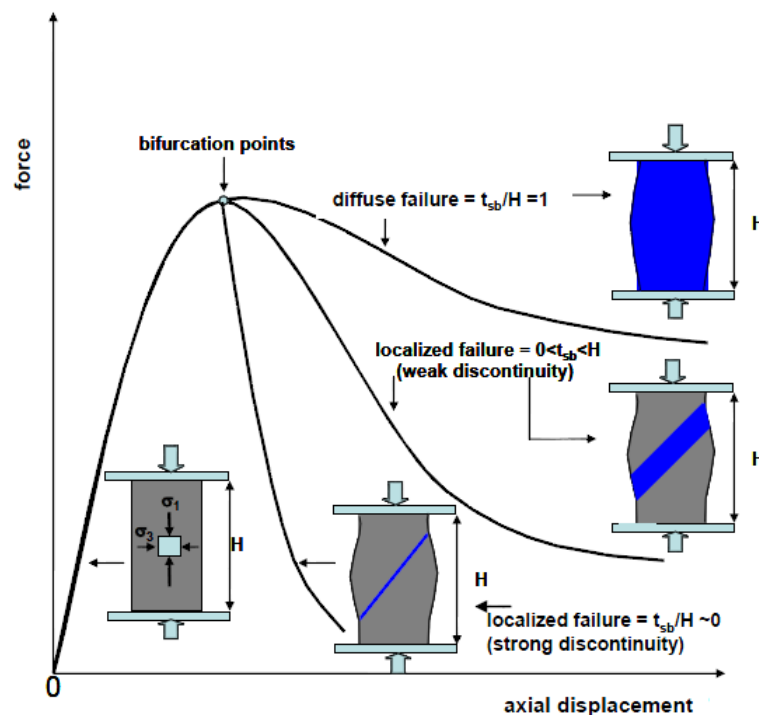 force
bifurcation points
diffuse failure = t_sb/H =1
H
localized failure = 0<t_sb<H
(weak discontinuity)
H
σ1
σ3
H
H
localized failure = t_sb/H ~0
(strong discontinuity)
0
axial displacement